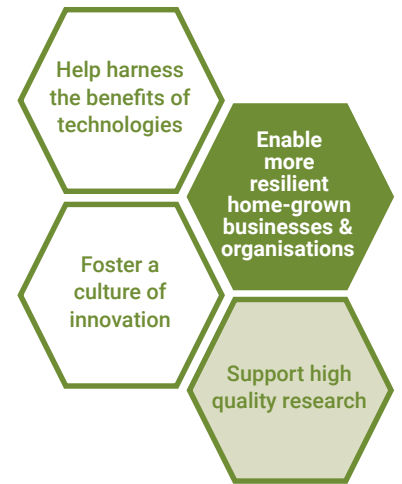 Help harness
the benefits of
technologies
Enable
more
resilient
home-grown
businesses &
organisations
Foster a
culture of
innovation
Support high
quality research